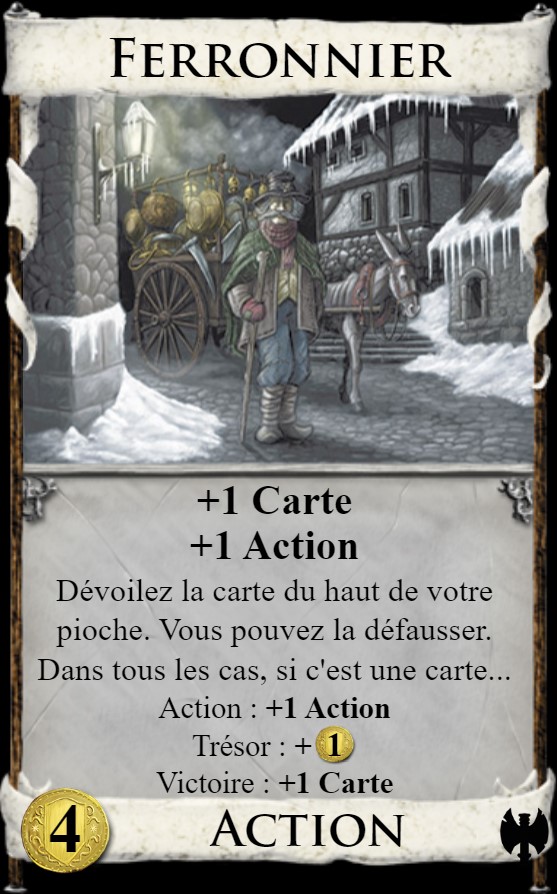 FERRONNIER
+1 Carte
+1 Action
Dévoilez la carte du haut de votre
pioche. Vous pouvez la défausser.
Dans tous les cas, si c'est une carte...
Action : +1 Action
Trésor : +1
Victoire : +1 Carte
4 ACTION